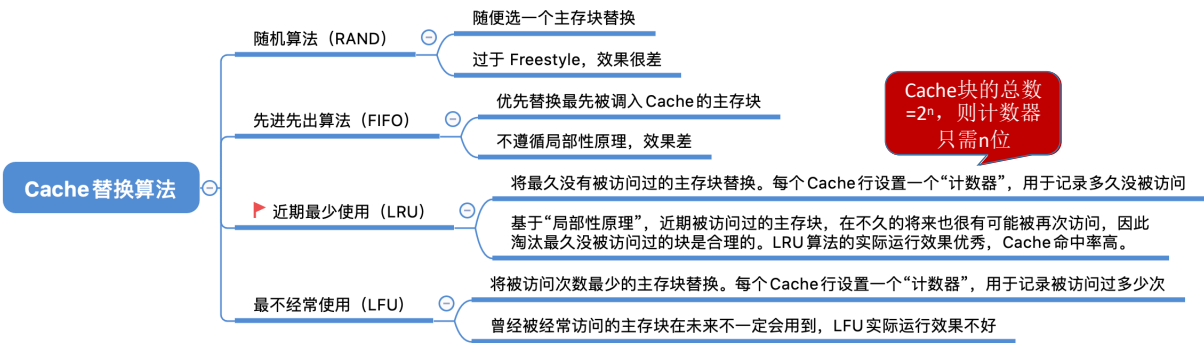 Cache替换算法
随机算法（RAND）
随便选一个主存块替换
过于 Freestyle，效果很差
先进先出算法（FIFO）
优先替换最先被调入Cache的主存块
不遵循局部性原理，效果差
Cache块的总数
=2ⁿ，则计数器
只需n位
近期最少使用（LRU）
将最久没有被访问过的主存块替换。每个Cache行设置一个“计数器”，用于记录多久没被访问
基于“局部性原理”，近期被访问过的主存块，在不久的将来也很有可能被再次访问，因此
淘汰最久没被访问过的块是合理的。LRU算法的实际运行效果优秀，Cache命中率高。
最不经常使用（LFU）
将被访问次数最少的主存块替换。每个Cache行设置一个“计数器”，用于记录被访问过多少次
曾经被经常访问的主存块在未来不一定会用到，LFU实际运行效果不好